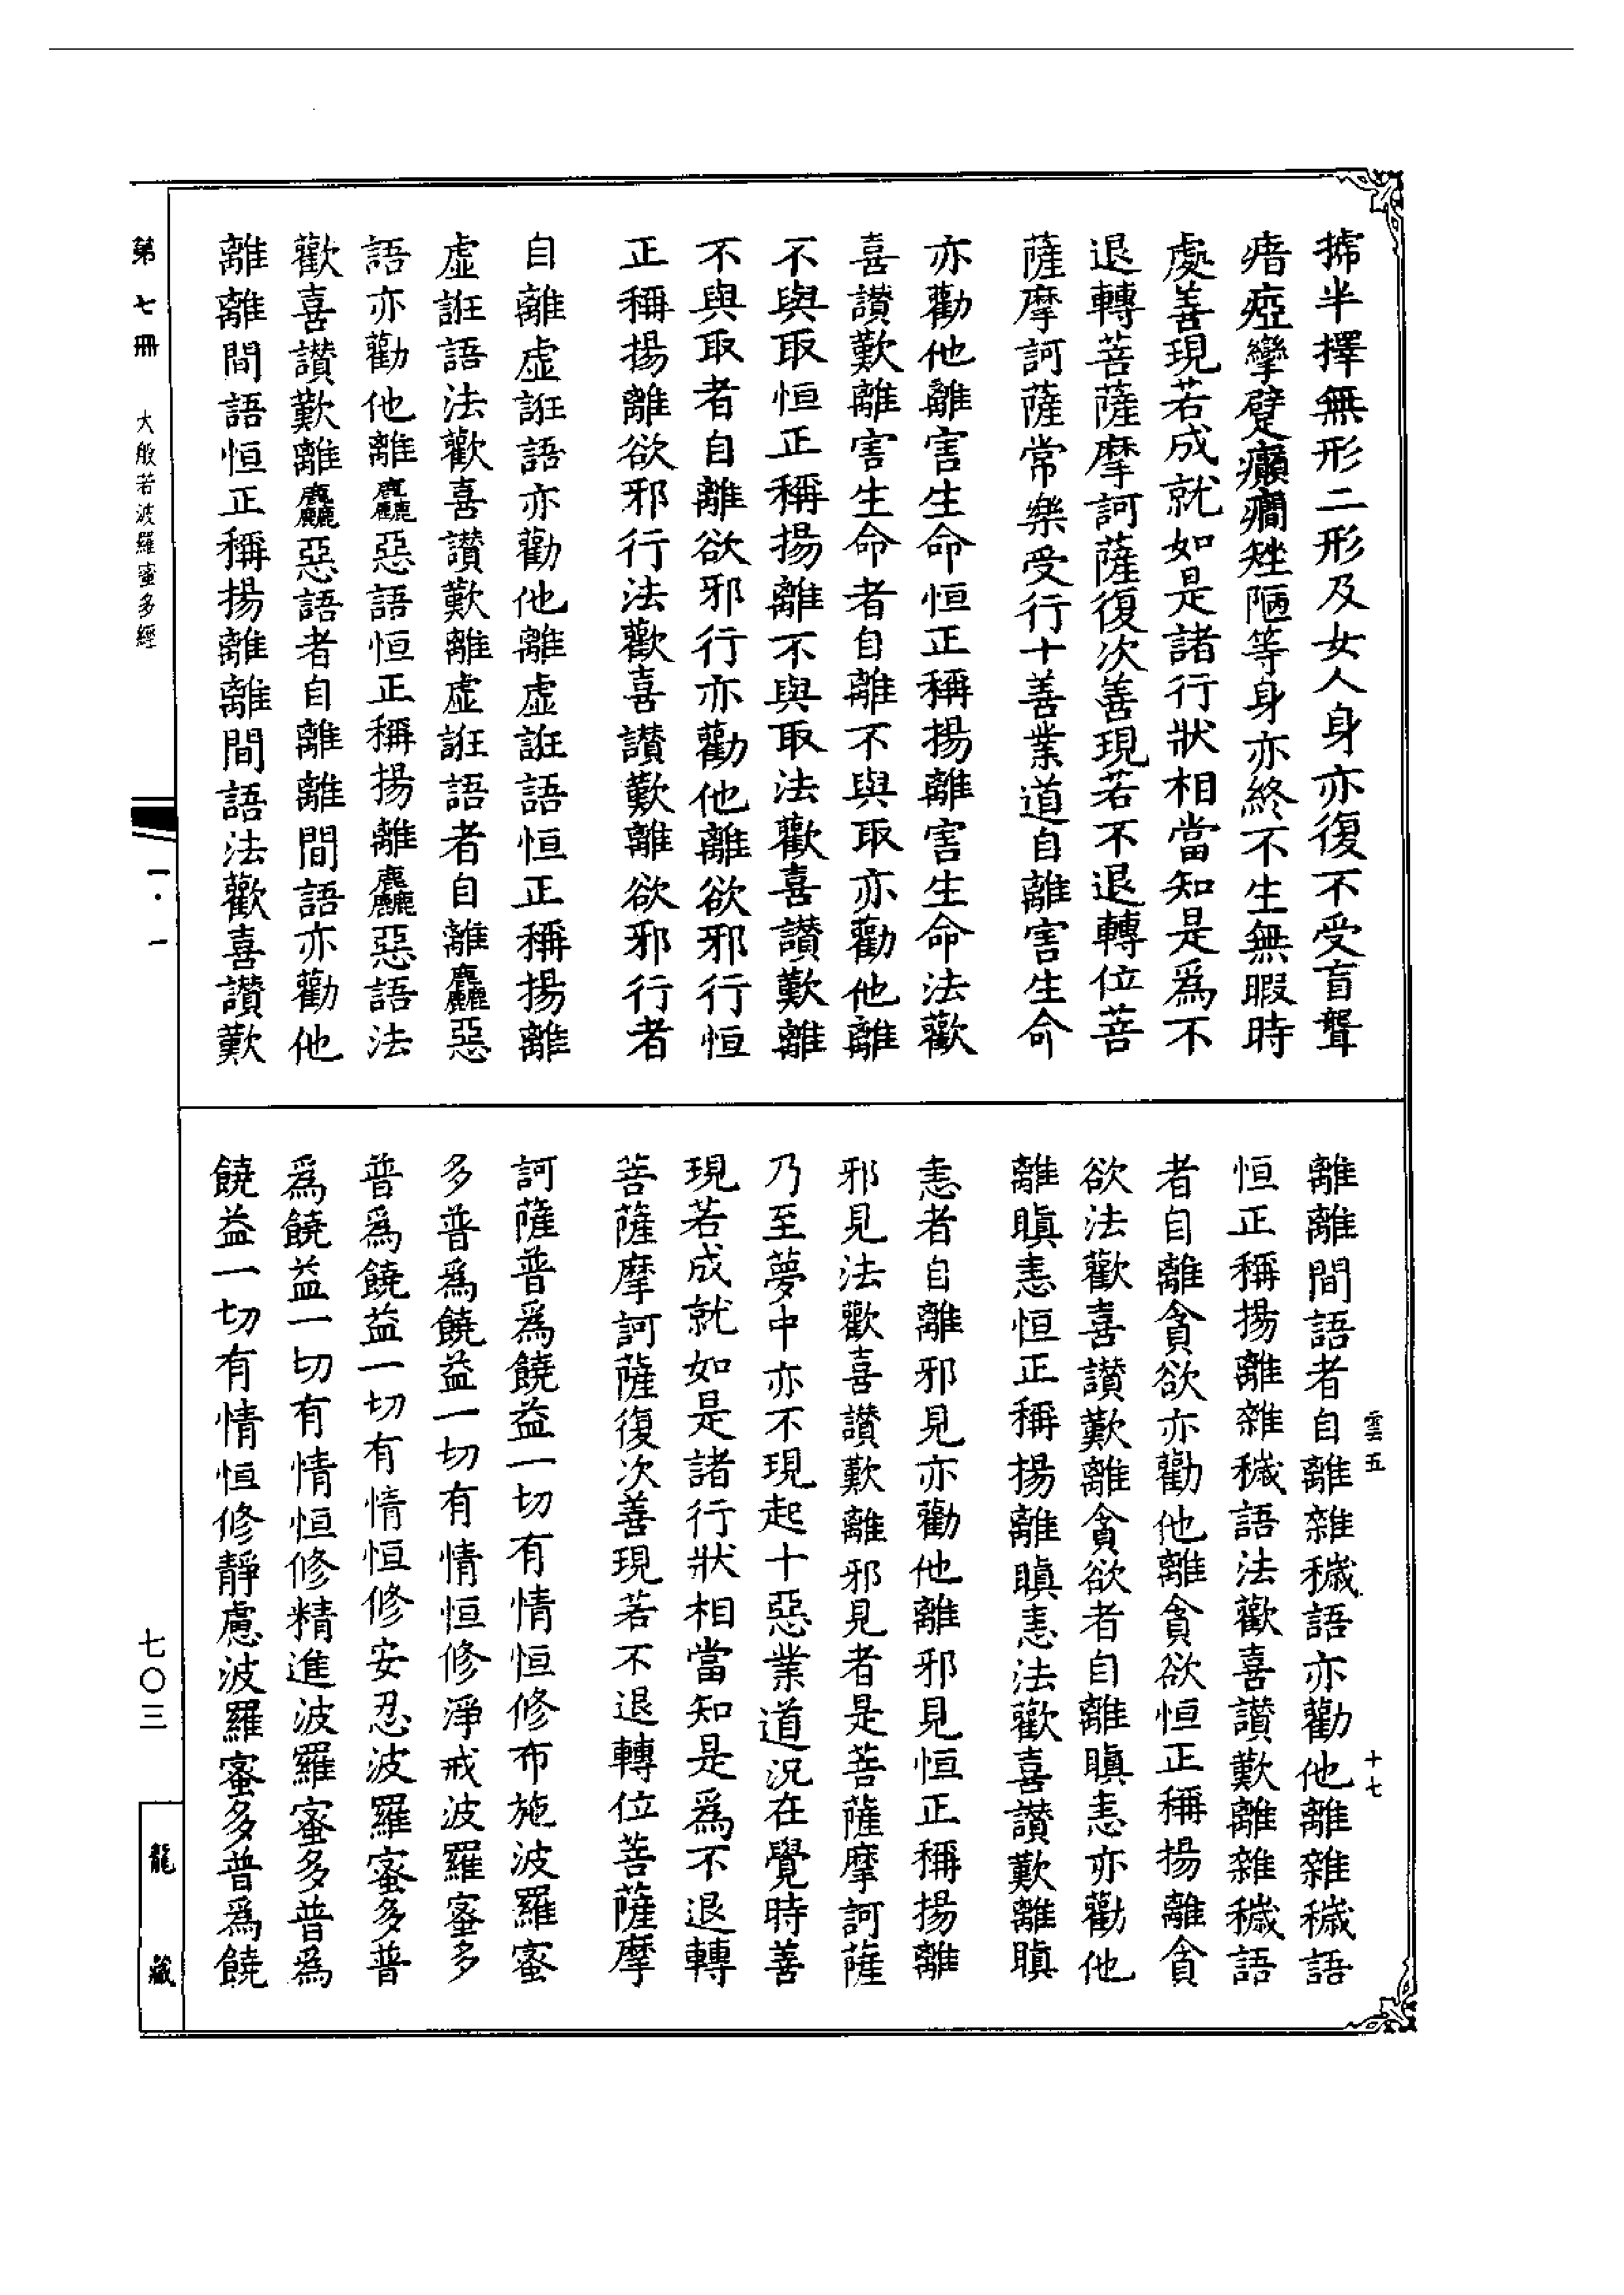 搋半擇無形二形及女人身亦復不受盲聾
瘖瘂攣躄癲癇矬陋等身亦終不生無暇時
處善現若成就如是諸行狀相當知是爲不
退轉菩薩摩訶薩復次善現若不退轉位菩
薩摩訶薩常樂受行十善業道自離害生命
亦勸他離害生命恒正稱揚離害生命法歡
喜讃歎離害生命者自離不與取亦勸他離
不與取恒正稱揚離不與取法歡喜讃歎離
不與取者自離欲邪行亦勸他離欲邪行恒
正稱揚離欲邪行法歡喜讃歎離欲邪行者
自離虛誑語亦勸他離虛誑語恒正稱揚離
虛誑語法歡喜讃歎離虛誑語者自離麤惡
語亦勸他離麤惡語恒正稱揚離麤惡語法
歡喜讃歎離麤惡語者自離離間語亦勸他
離離間語恒正稱揚離離間語法歡喜讃歎
離離間語者自離雜穢語亦勸他離雜穢語
恒正稱揚離雜穢語法歡喜讃歎離雜穢語
者自離貪欲亦勸他離貪欲恒正稱揚離貪
欲法歡喜讃歎離貪欲者自離瞋恚亦勸他
離瞋恚恒正稱揚離瞋恚法歡喜讃歎離瞋
恚者自離邪見亦勸他離邪見恒正稱揚離
邪見法歡喜讃歎離邪見者是菩薩摩訶薩
乃至夢中亦不現起十惡業道況在覺時善
現若成就如是諸行狀相當知是爲不退轉
菩薩摩訶薩復次善現若不退轉位菩薩摩
訶薩普爲饒益一切有情恒修布施波羅蜜
多普爲饒益一切有情恒修淨戒波羅蜜多
普爲饒益一切有情恒修安忍波羅蜜多普
爲饒益一切有情恒修精進波羅蜜多普爲
饒益一切有情恒修靜慮波羅蜜多普爲饒
雲五
十七
第七冊
大般若波羅蜜多經
一·一
七〇三
龍藏